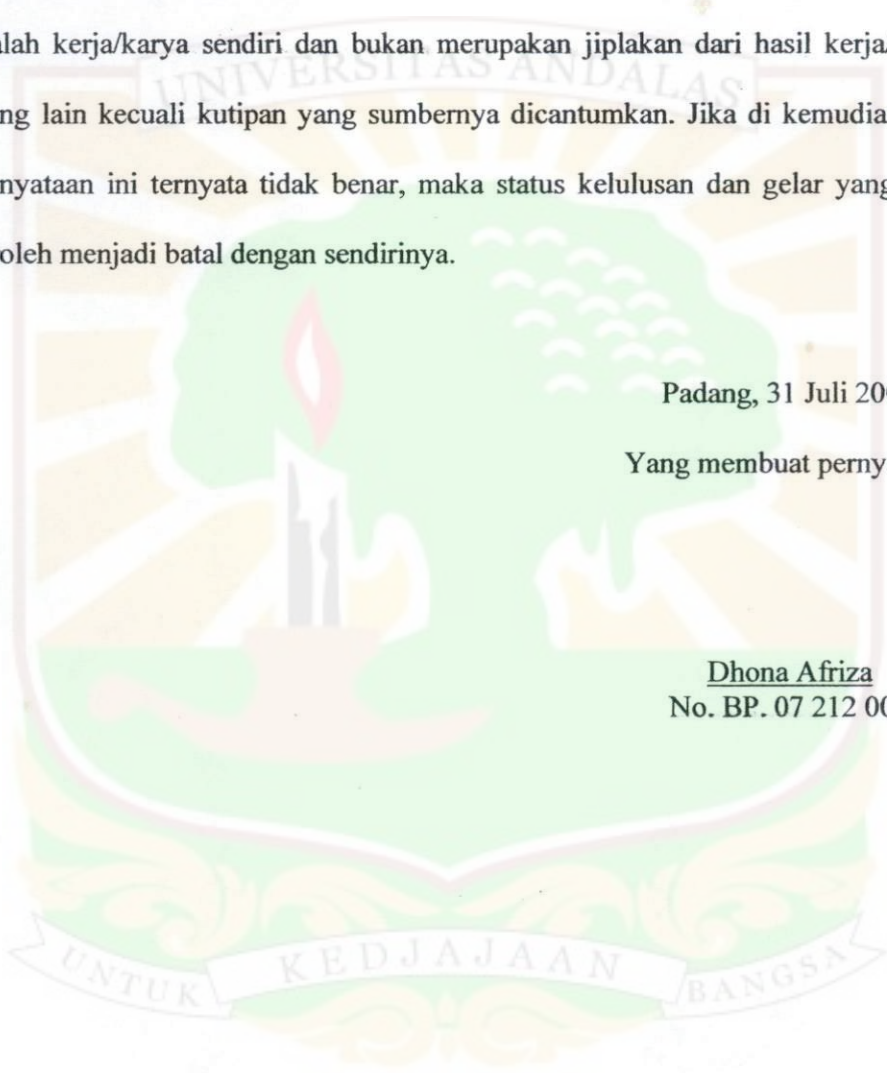 alah kerja/karya sendiri dan bukan merupakan jiplakan dari hasil kerja
ng lain kecuali kutipan yang sumbernya dicantumkan. Jika di kemudia
nyataan ini ternyata tidak benar, maka status kelulusan dan gelar yang
oleh menjadi batal dengan sendirinya.
UNIVERSITAS ANDALAS
Padang, 31 Juli 20
Yang membuat perny
Dhona Afriza
No. BP. 07 212 00
UNTUK KEDJAJAAN BANGSA